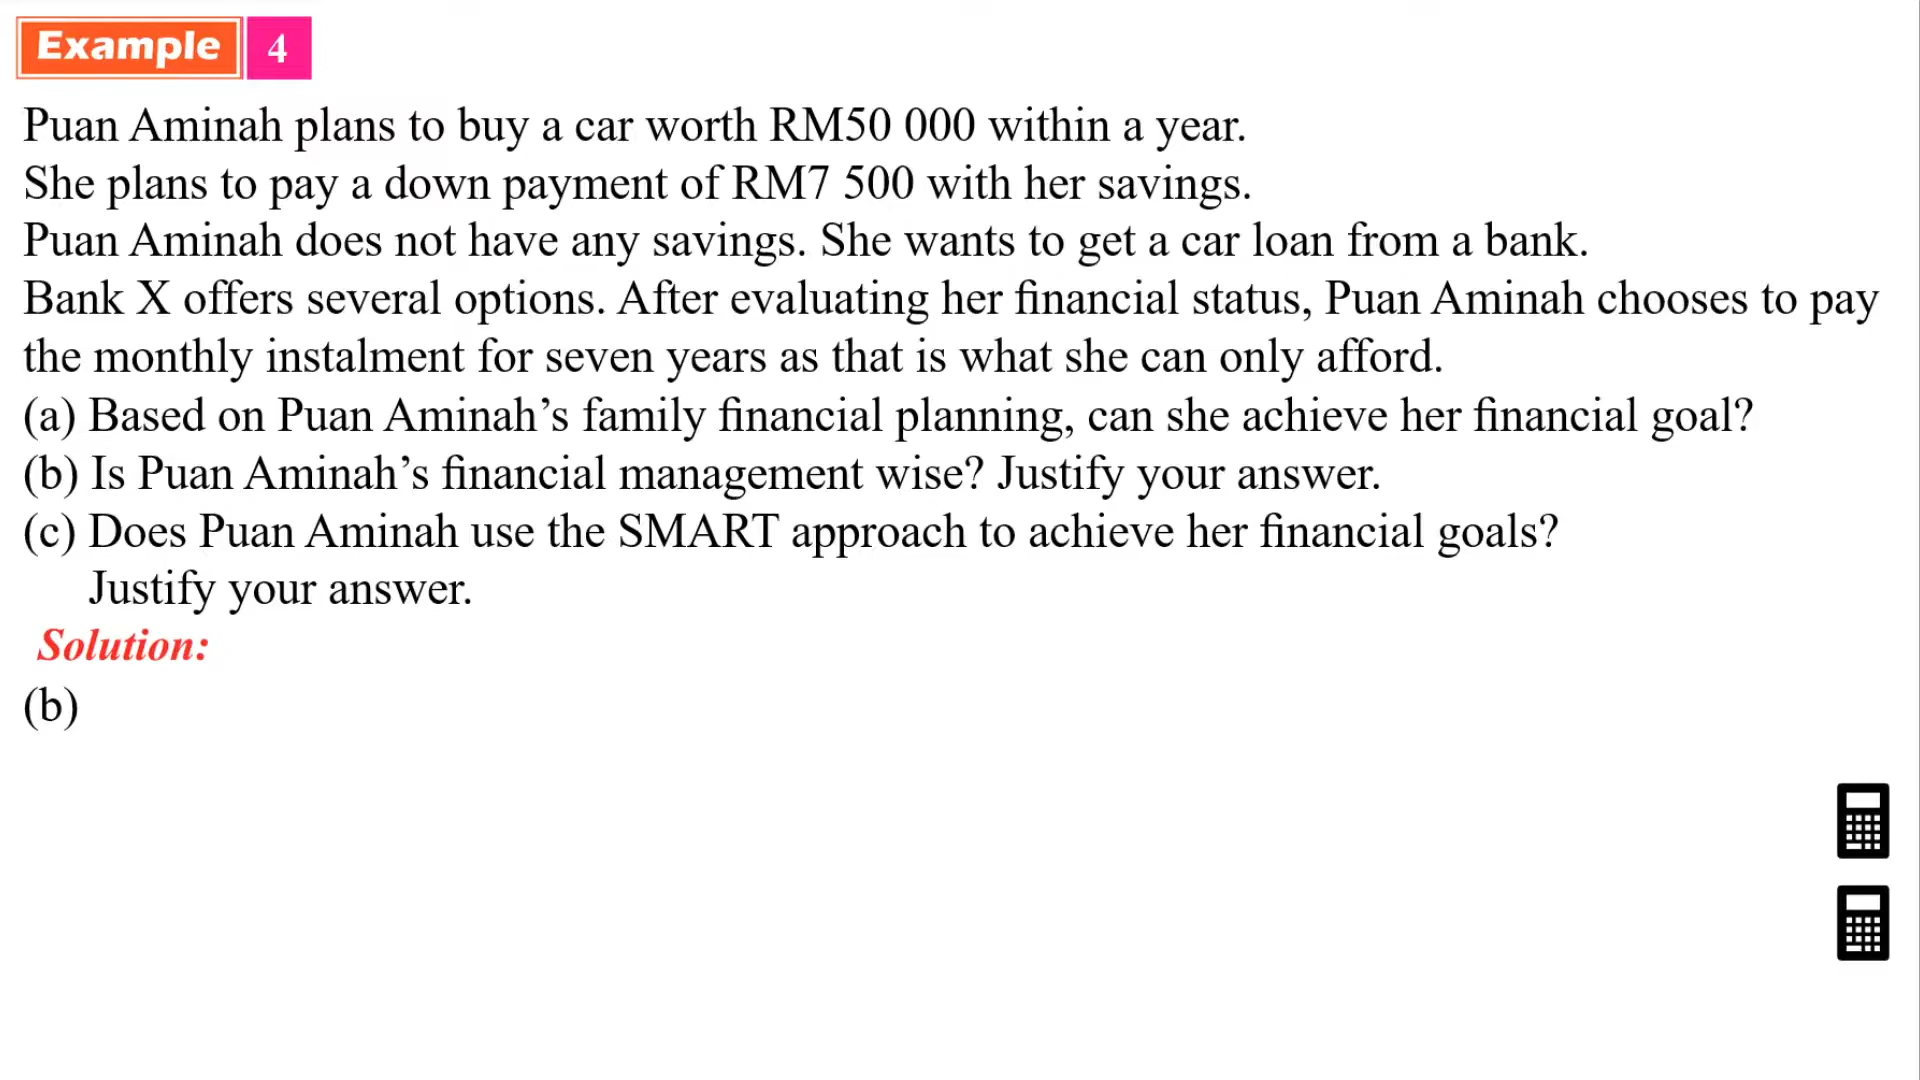 Example 4
Puan Aminah plans to buy a car worth RM50 000 within a year.
She plans to pay a down payment of RM7 500 with her savings.
Puan Aminah does not have any savings. She wants to get a car loan from a bank.
Bank X offers several options. After evaluating her financial status, Puan Aminah chooses to pay
the monthly instalment for seven years as that is what she can only afford.
(a) Based on Puan Aminah’s family financial planning, can she achieve her financial goal?
(b) Is Puan Aminah’s financial management wise? Justify your answer.
(c) Does Puan Aminah use the SMART approach to achieve her financial goals?
Justify your answer.
Solution:
(b)